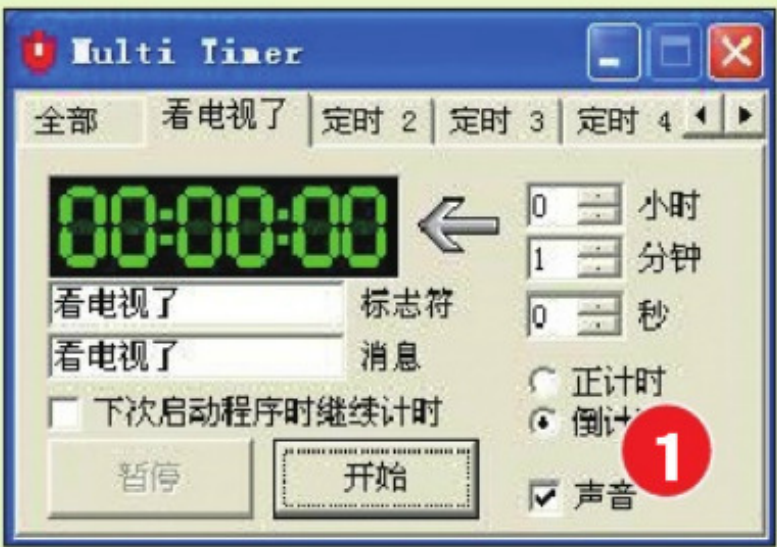 Multi Timer
全部 看电视了 定时 2 定时 3 定时 4
00:00:00
0 小时
1 分钟
0 秒
看电视了 标志符
看电视了 消息
正计时
倒计
下次启动程序时继续计时
暂停 开始
声音
1